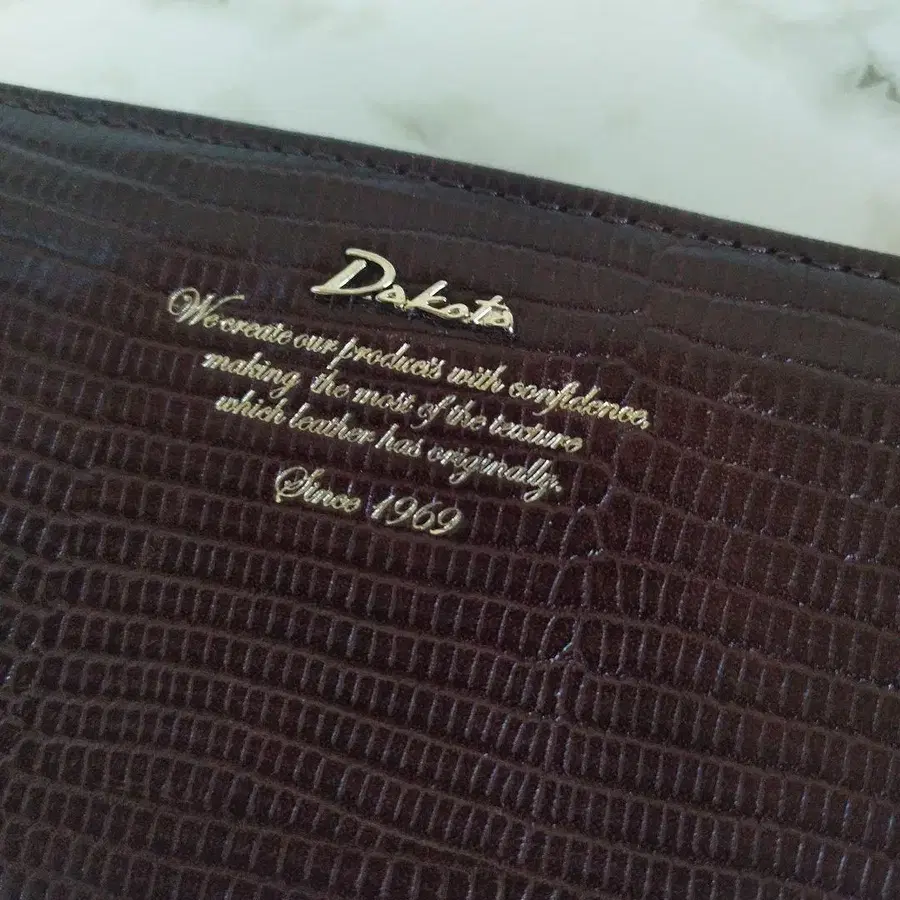 Dakota
We create our products with confidence,
making the most of the texture
which leather has originally.
Since 1969